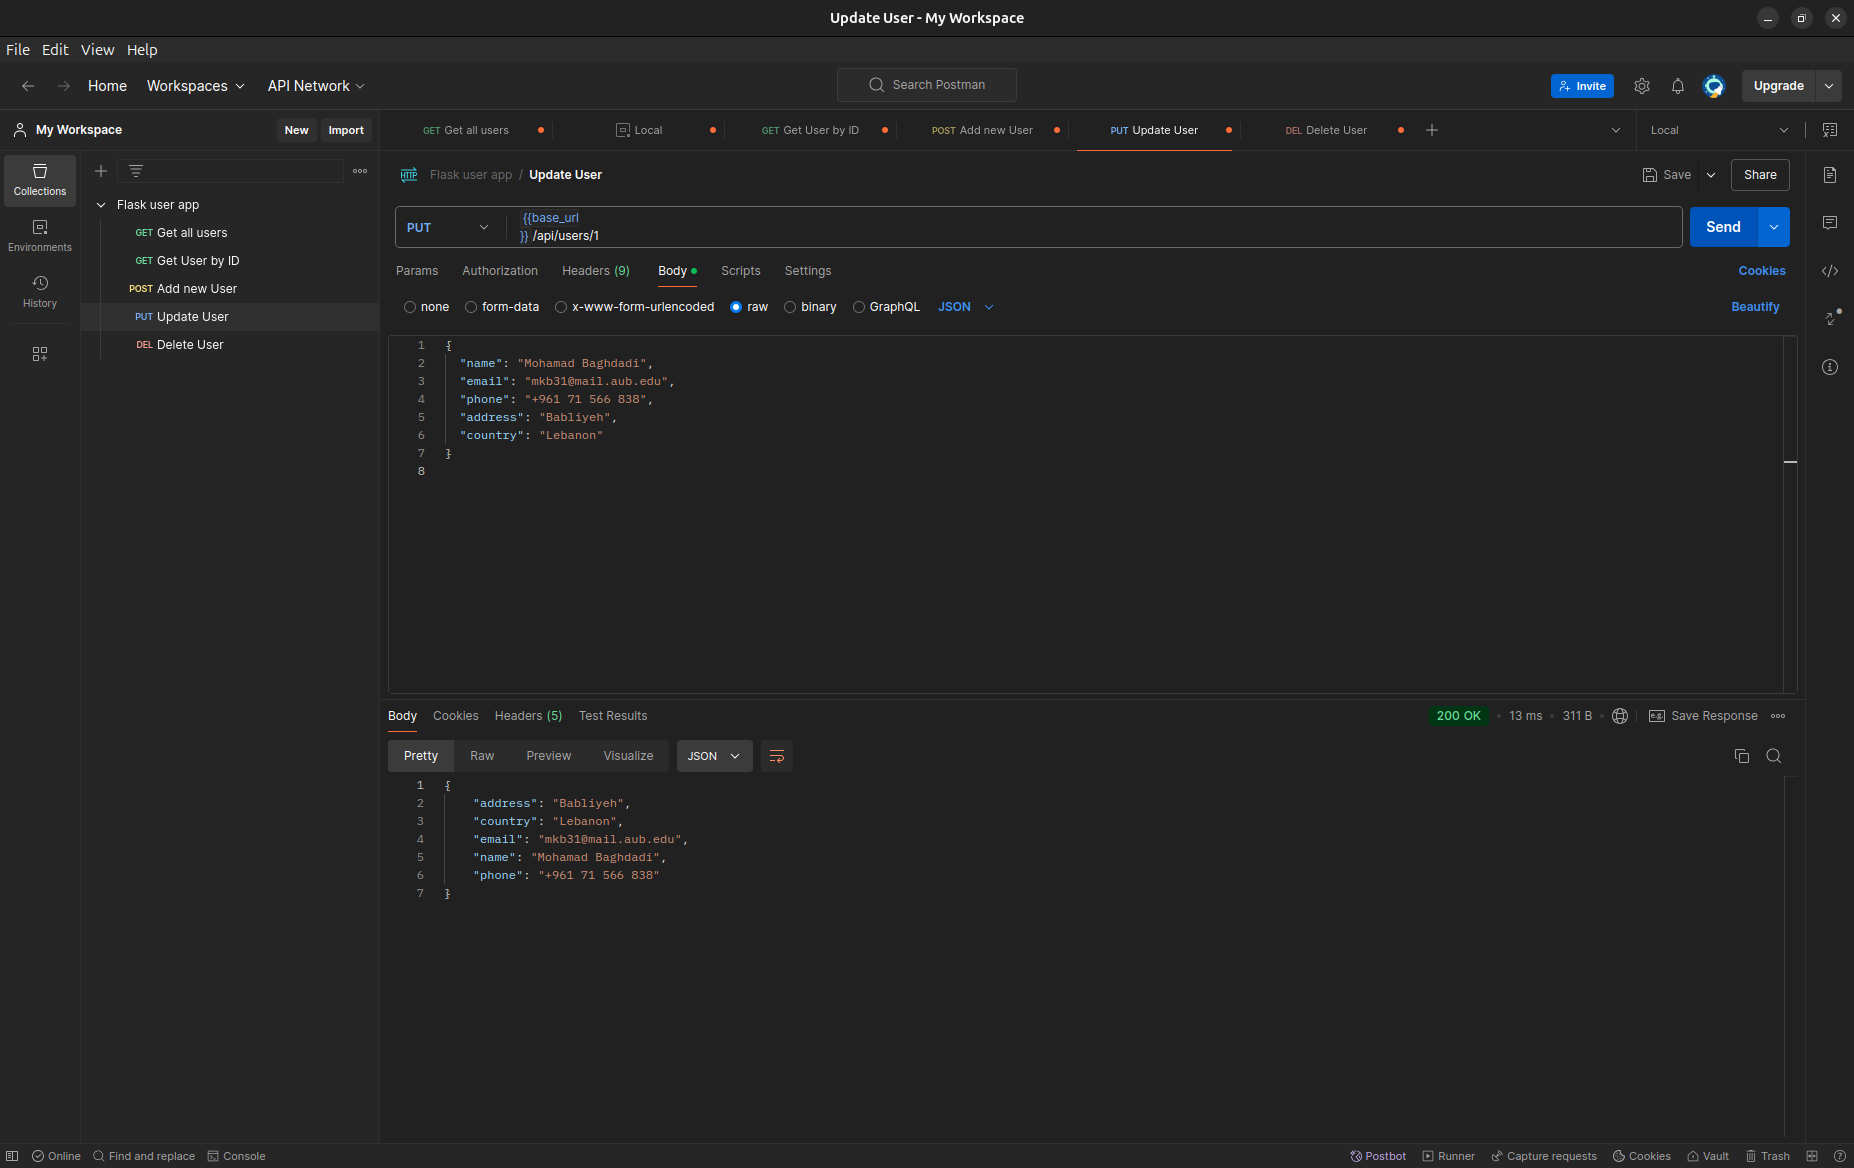 Update User - My Workspace
File Edit View Help
Home Workspaces API Network
Search Postman
Invite
Upgrade
My Workspace
New Import
GET Get all users
Local
GET Get User by ID
POST Add new User
PUT Update User
DEL Delete User
Local
Collections
Environments
History
Flask user app
GET Get all users
GET Get User by ID
POST Add new User
PUT Update User
DEL Delete User
HTTP Flask user app / Update User
Save
Share
PUT
{{base_url
}} /api/users/1
Send
Params Authorization Headers (9) Body Scripts Settings
Cookies
none form-data x-www-form-urlencoded raw binary GraphQL JSON
Beautify
1 {
2 "name": "Mohamad Baghdadi",
3 "email": "mkb31@mail.aub.edu",
4 "phone": "+961 71 566 838",
5 "address": "Babliyeh",
6 "country": "Lebanon"
7 }
8
Body Cookies Headers (5) Test Results
200 OK • 13 ms • 311 B •
e.g. Save Response
Pretty Raw Preview Visualize JSON
1 {
2 "address": "Babliyeh",
3 "country": "Lebanon",
4 "email": "mkb31@mail.aub.edu",
5 "name": "Mohamad Baghdadi",
6 "phone": "+961 71 566 838"
7 }
Online Find and replace Console
Postbot Runner Capture requests Cookies Vault Trash